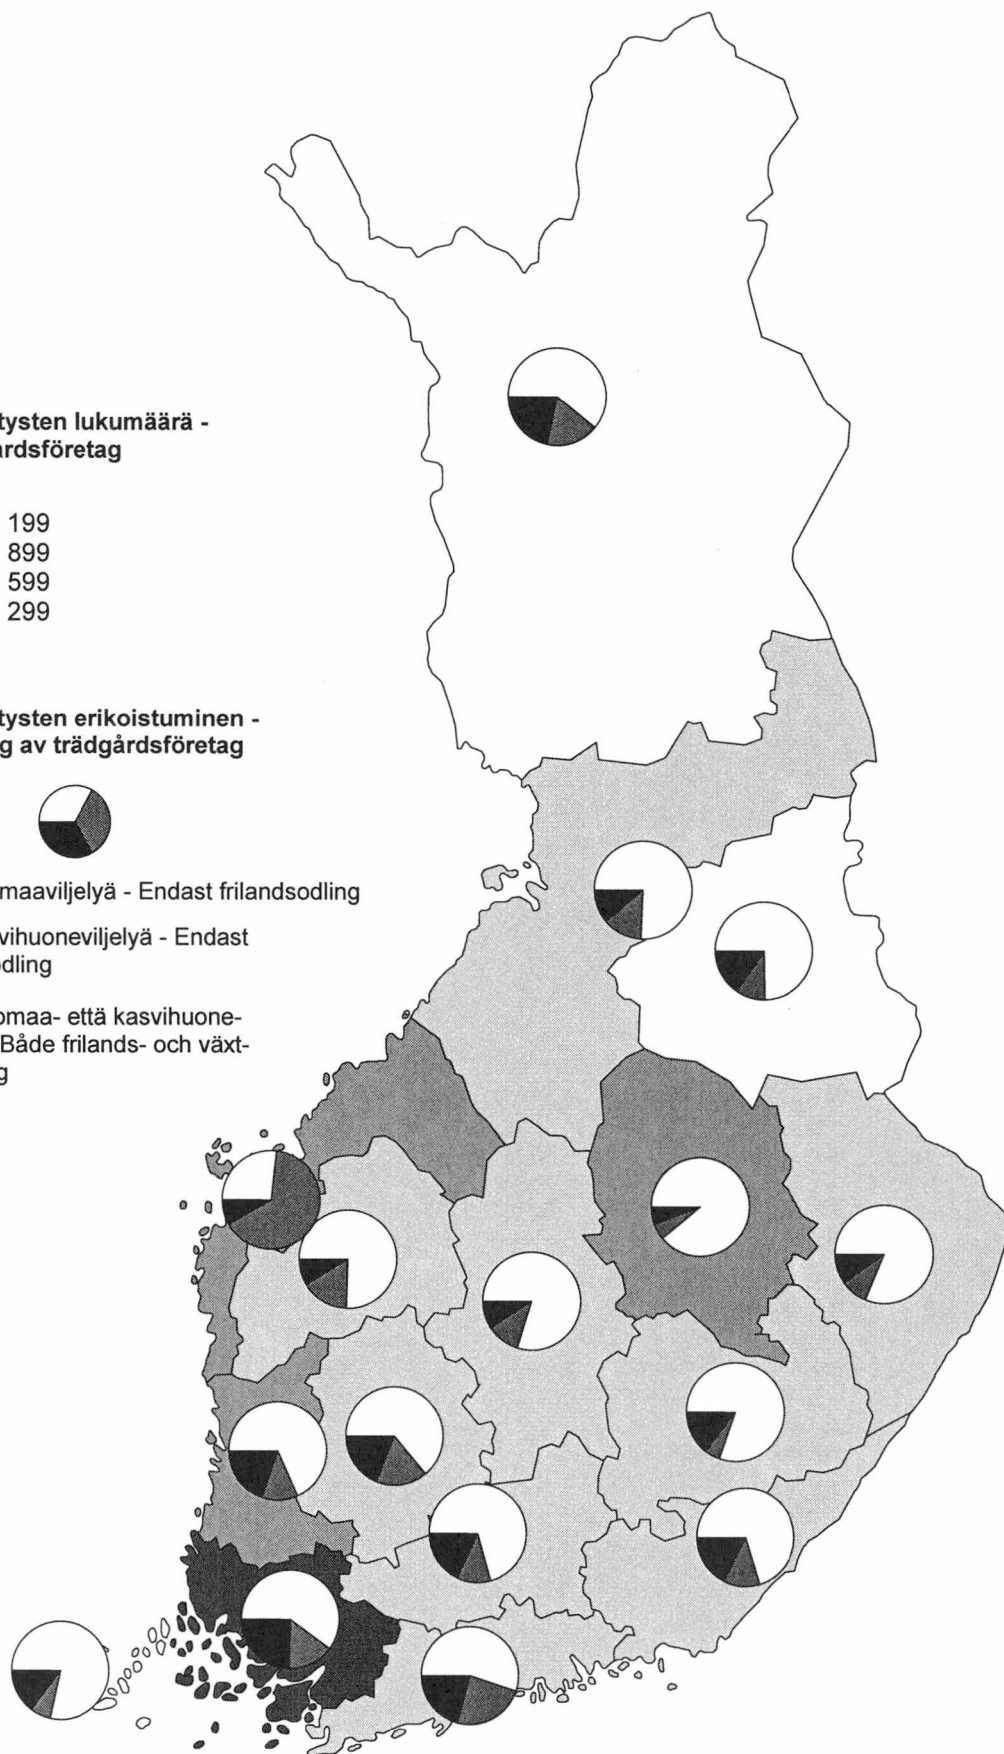 tysten lukumäärä -
rdsföretag
199
899
599
299
tysten erikoistuminen -
g av trädgårdsföretag
maaviljelyä - Endast frilandsodling
vihuoneviljelyä - Endast
odling
omaa- että kasvihuone-
Både frilands- och växt-
g